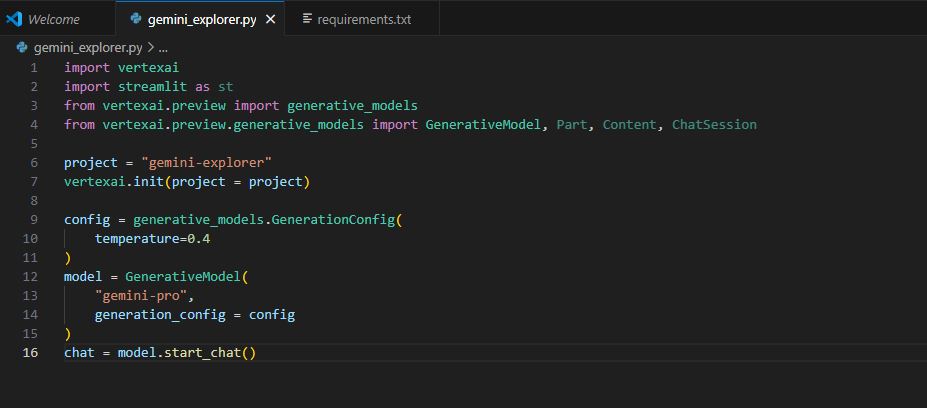 Welcome gemini_explorer.py requirements.txt
gemini_explorer.py > ...
1 import vertexai
2 import streamlit as st
3 from vertexai.preview import generative_models
4 from vertexai.preview.generative_models import GenerativeModel, Part, Content, ChatSession
5
6 project = "gemini-explorer"
7 vertexai.init(project = project)
8
9 config = generative_models.GenerationConfig(
10     temperature=0.4
11 )
12 model = GenerativeModel(
13     "gemini-pro",
14     generation_config = config
15 )
16 chat = model.start_chat()